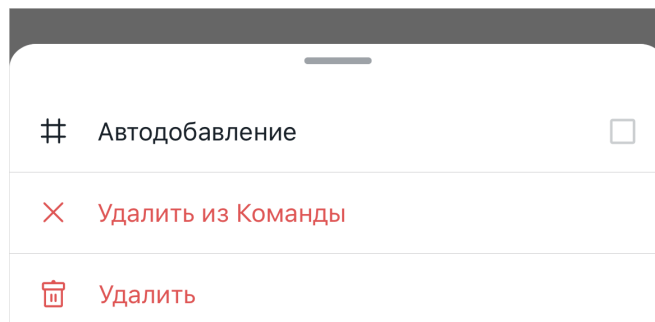 Автодобавление
Удалить из Команды
Удалить